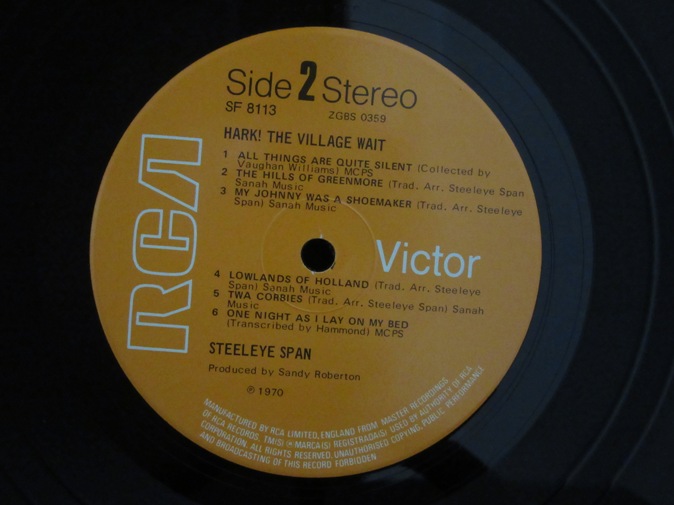 Side 2 Stereo
SF 8113
ZGBS 0359
HARK! THE VILLAGE WAIT
1 ALL THINGS ARE QUITE SILENT (Collected by
Vaughan Williams) MCPS
2 THE HILLS OF GREENMORE (Trad. Arr. Steeleye Span
Sanah Music
3 MY JOHNNY WAS A SHOEMAKER (Trad. Arr. Steeleye
Span) Sanah Music
RCA
Victor
4 LOWLANDS OF HOLLAND (Trad. Arr. Steeleye
Span) Sanah Music
5 TWA CORBIES (Trad. Arr. Steeleye Span) Sanah
Music
6 ONE NIGHT AS I LAY ON MY BED
(Transcribed by Hammond) MCPS
STEELEYE SPAN
Produced by Sandy Roberton
℗ 1970
MANUFACTURED BY RCA LIMITED, ENGLAND FROM MASTER RECORDINGS
OF RCA RECORDS. TM(S) ® MARCA(S) REGISTRADA(S) USED BY AUTHORITY OF RCA
CORPORATION. ALL RIGHTS RESERVED. UNAUTHORISED COPYING, PUBLIC PERFORMANCE
AND BROADCASTING OF THIS RECORD FORBIDDEN